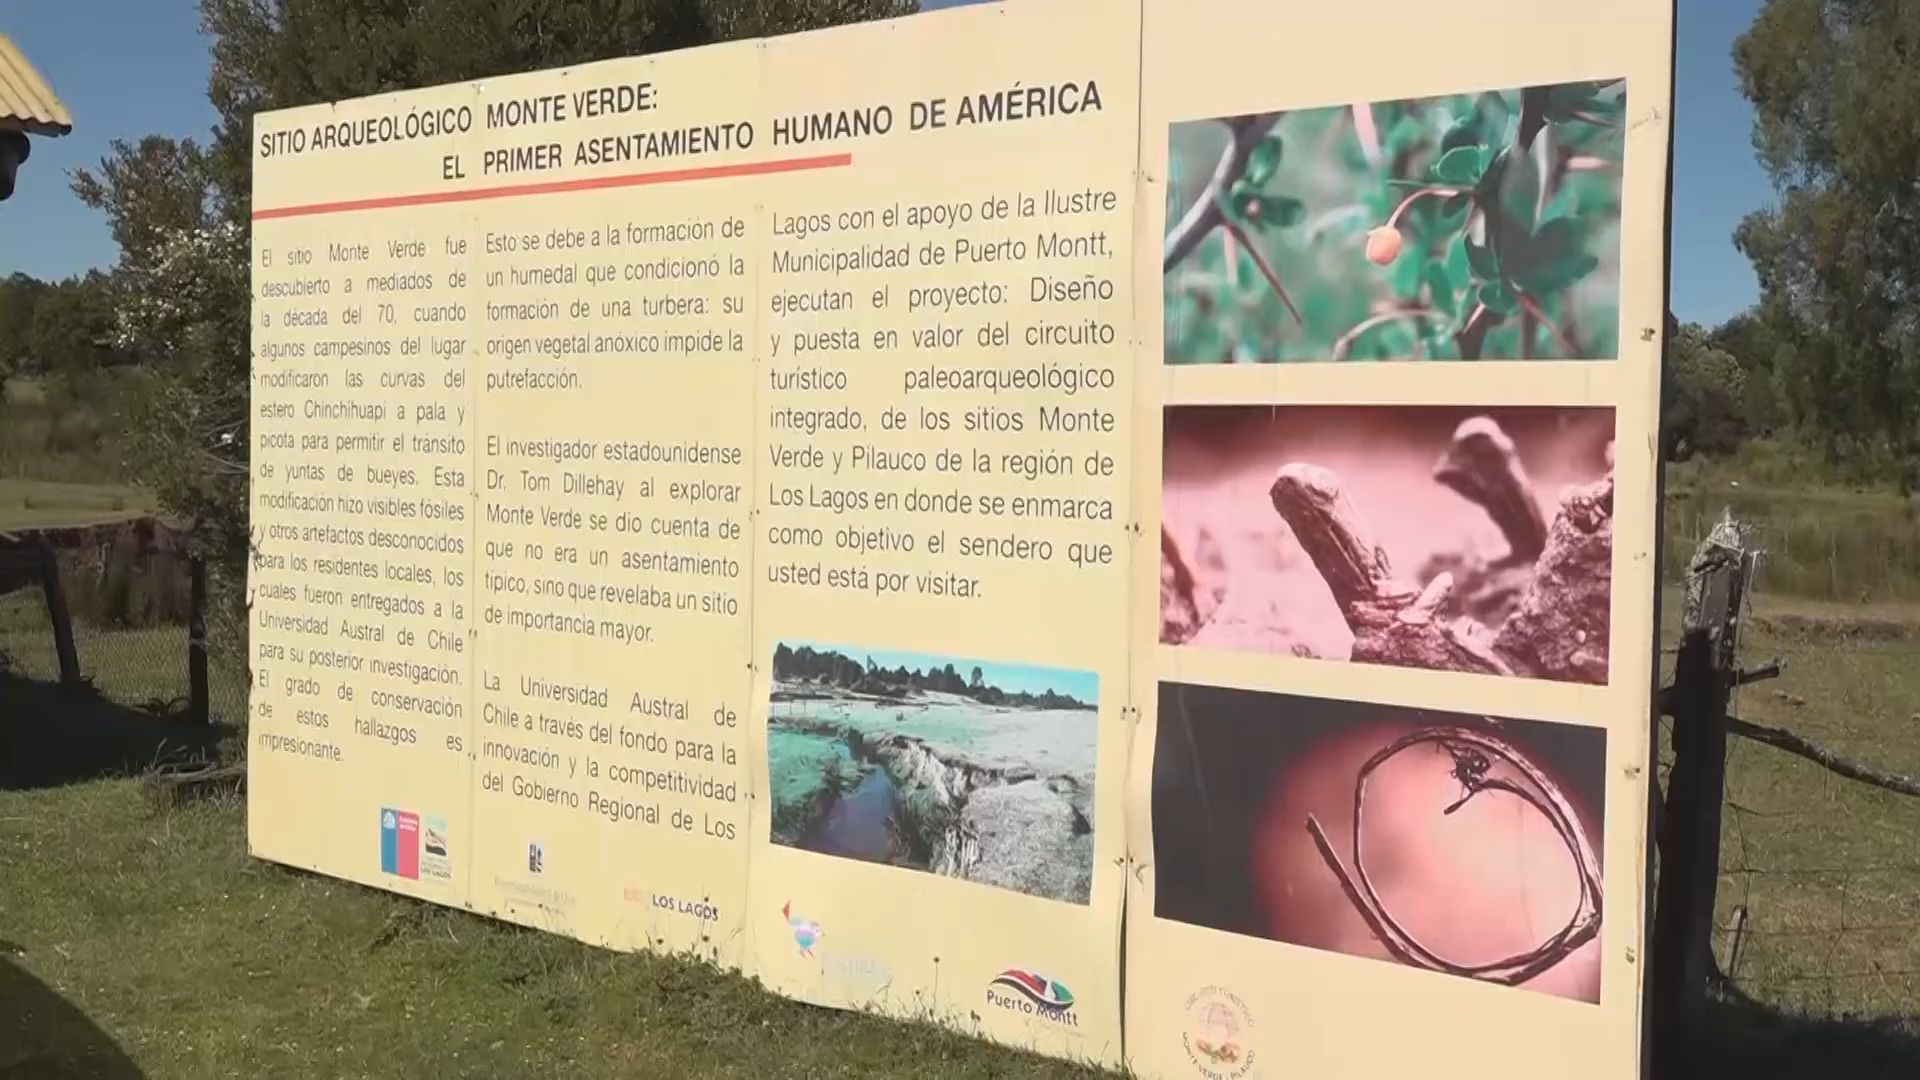 SITIO ARQUEOLÓGICO MONTE VERDE:
EL PRIMER ASENTAMIENTO HUMANO DE AMÉRICA
El sitio Monte Verde fue
descubierto a mediados de
la década del 70, cuando
algunos campesinos del lugar
modificaron las curvas del
estero Chinchihuapi a pala y
picota para permitir el tránsito
de yuntas de bueyes. Esta
modificación hizo visibles fósiles
y otros artefactos desconocidos
para los residentes locales, los
cuales fueron entregados a la
Universidad Austral de Chile
para su posterior investigación.
El grado de conservación
de estos hallazgos es
impresionante.
Esto se debe a la formación de
un humedal que condicionó la
formación de una turbera: su
origen vegetal anóxico impide la
putrefacción.
El investigador estadounidense
Dr. Tom Dillehay al explorar
Monte Verde se dio cuenta de
que no era un asentamiento
típico, sino que revelaba un sitio
de importancia mayor.
La Universidad Austral de
Chile a través del fondo para la
innovación y la competitividad
del Gobierno Regional de Los
Lagos con el apoyo de la Ilustre
Municipalidad de Puerto Montt,
ejecutan el proyecto: Diseño
y puesta en valor del circuito
turístico paleoarqueológico
integrado, de los sitios Monte
Verde y Pilauco de la región de
Los Lagos en donde se enmarca
como objetivo el sendero que
usted está por visitar.
LOS LAGOS
LOS LAGOS
Puerto Montt
MONTE VERDE - PILAUCO